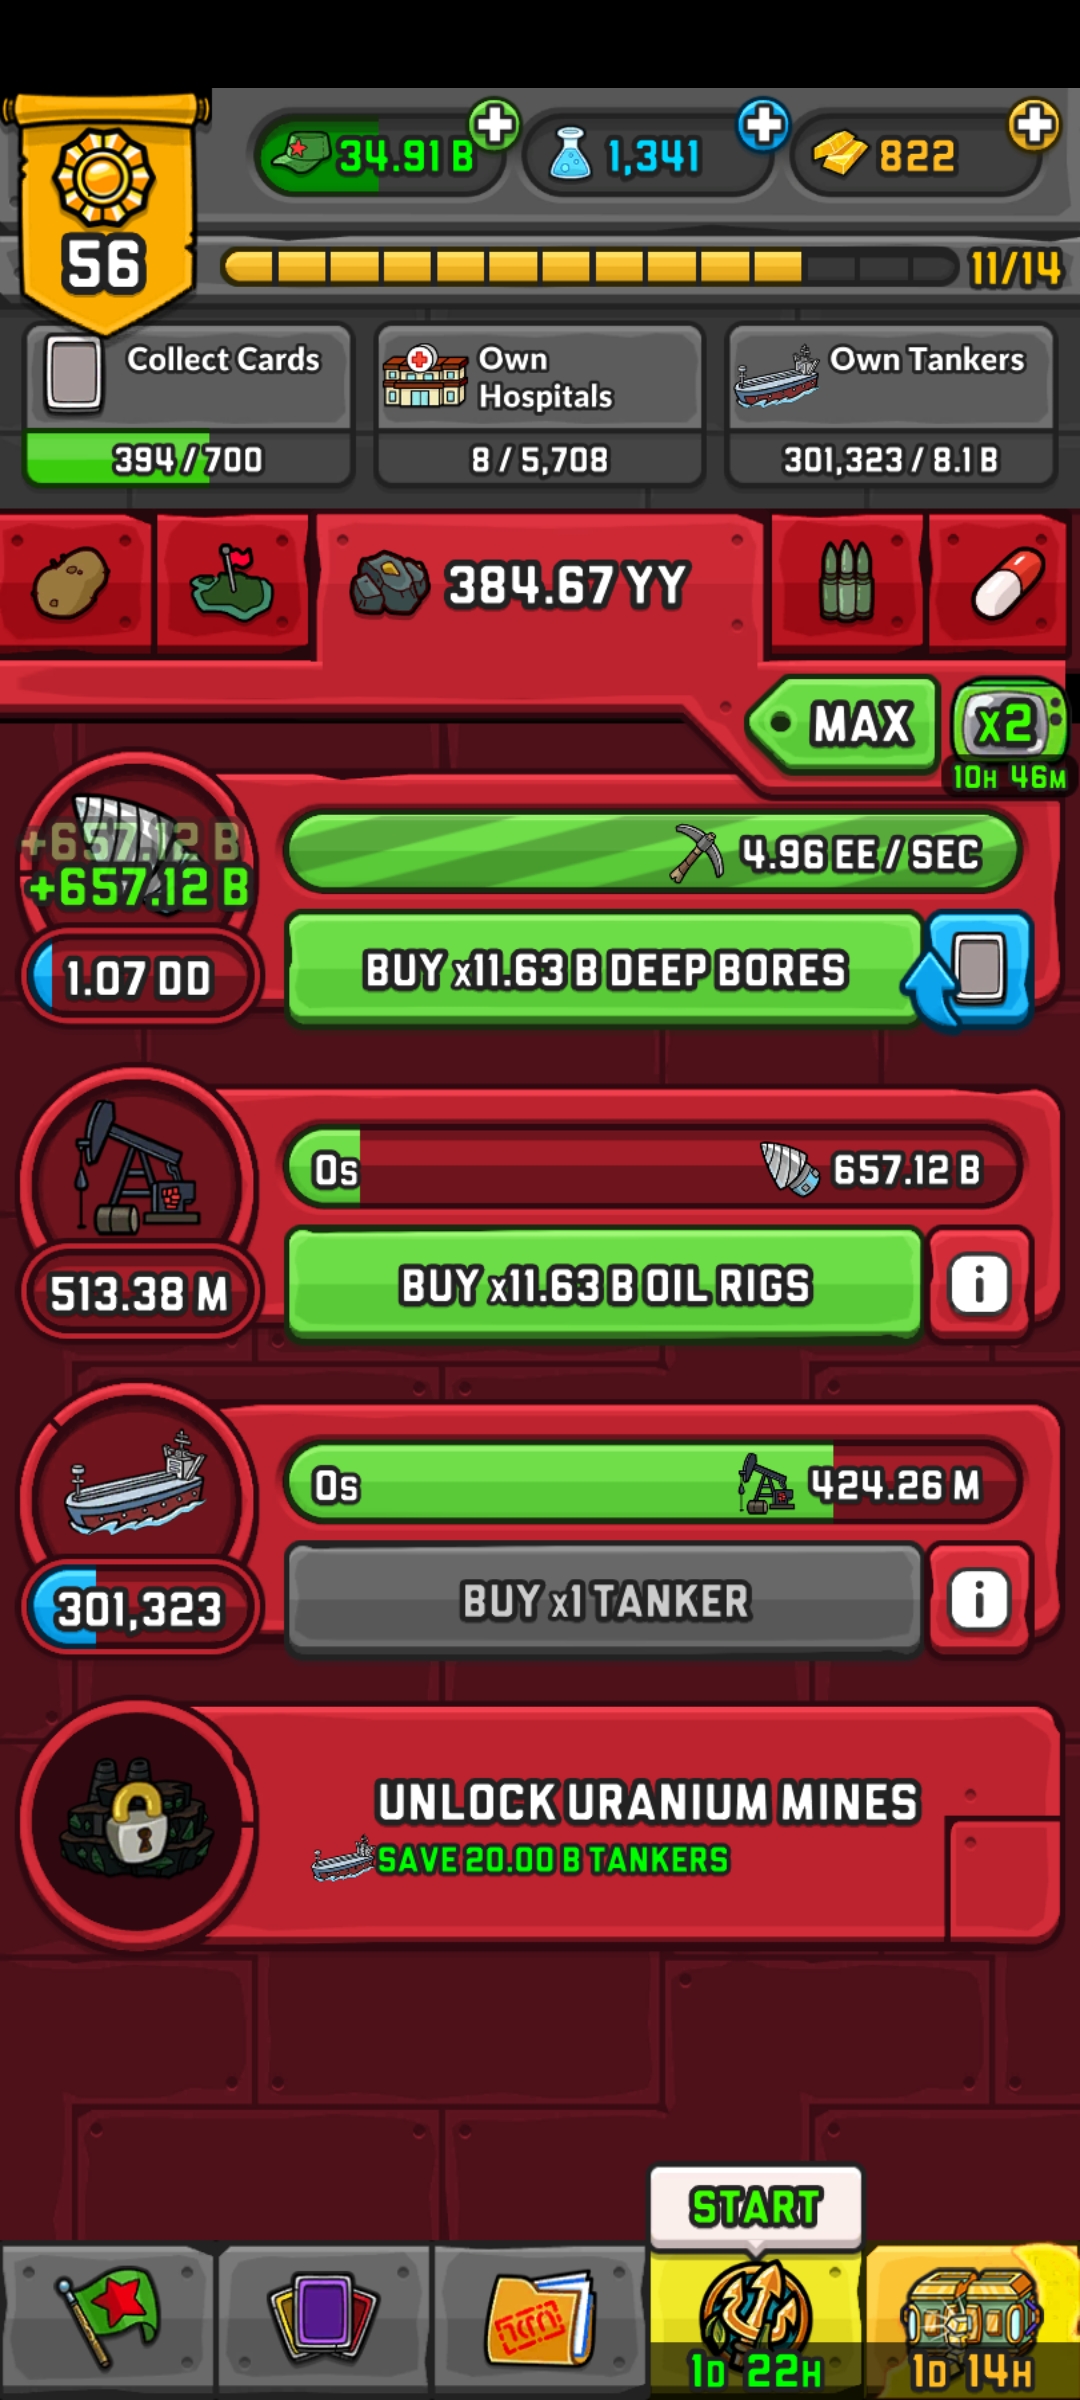 34.91 B
1,341
822
56
11/14
Collect Cards
394 / 700
Own
Hospitals
8 / 5,708
Own Tankers
301,323 / 8.1 B
384.67 YY
MAX
x2
10H 46M
+657.12 B
+657.12 B
4.96 EE / SEC
1.07 DD
BUY x11.63 B DEEP BORES
0s
657.12 B
513.38 M
BUY x11.63 B OIL RIGS
i
0s
424.26 M
301,323
BUY x1 TANKER
i
UNLOCK URANIUM MINES
SAVE 20.00 B TANKERS
START
1D 22H
1D 14H